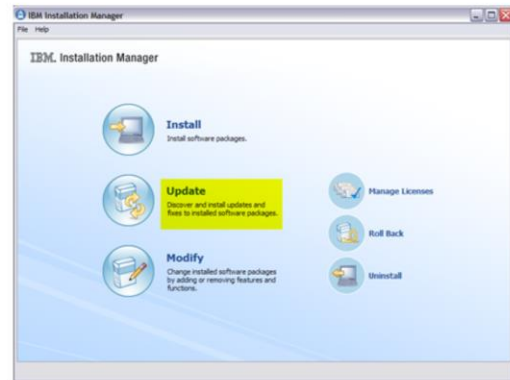 IBM Installation Manager
File Help
IBM. Installation Manager
Install
Install software packages.
Update
Discover and install updates and
fixes to installed software packages.
Modify
Change installed software packages
by adding or removing features and
functions.
Manage Licenses
Roll Back
Uninstall